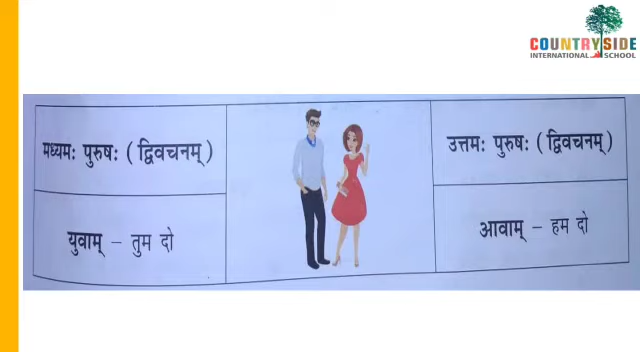 COUNTRYSIDE
INTERNATIONAL SCHOOL
मध्यमः पुरुषः ( द्विवचनम् )
उत्तमः पुरुषः ( द्विवचनम् )
युवाम् – तुम दो
आवाम् – हम दो